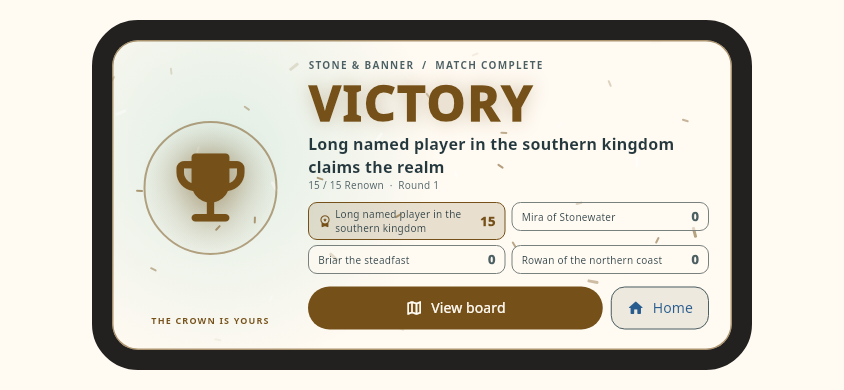 STONE & BANNER / MATCH COMPLETE
VICTORY
Long named player in the southern kingdom
claims the realm
15 / 15 Renown · Round 1
Long named player in the
southern kingdom
15
Mira of Stonewater
0
Briar the steadfast
0
Rowan of the northern coast
0
THE CROWN IS YOURS
View board
Home